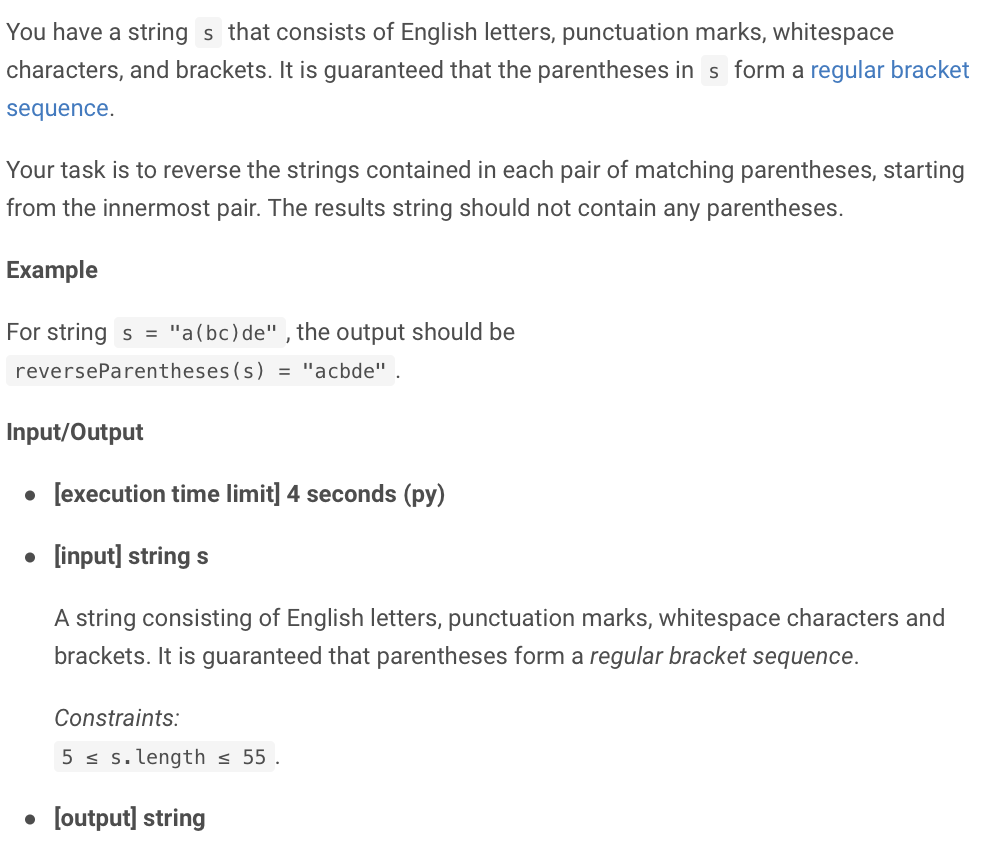 You have a string s that consists of English letters, punctuation marks, whitespace
characters, and brackets. It is guaranteed that the parentheses in s form a regular bracket
sequence.
Your task is to reverse the strings contained in each pair of matching parentheses, starting
from the innermost pair. The results string should not contain any parentheses.
Example
For string s = "a(bc)de", the output should be
reverseParentheses(s) = "acbde".
Input/Output
● [execution time limit] 4 seconds (py)
● [input] string s
A string consisting of English letters, punctuation marks, whitespace characters and
brackets. It is guaranteed that parentheses form a regular bracket sequence.
Constraints:
5 ≤ s.length ≤ 55.
● [output] string